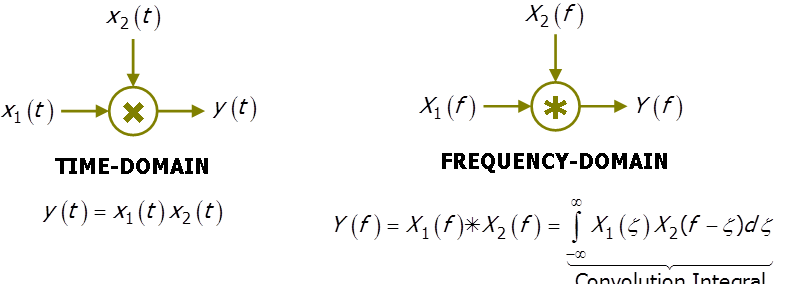 x₂(t)
x₁(t) × y(t)
TIME-DOMAIN
y(t) = x₁(t)x₂(t)
X₂(f)
X₁(f) * Y(f)
FREQUENCY-DOMAIN
Y(f) = X₁(f)*X₂(f) = ∫_{-∞}^{∞} X₁(ζ)X₂(f − ζ)dζ
Convolution Integral